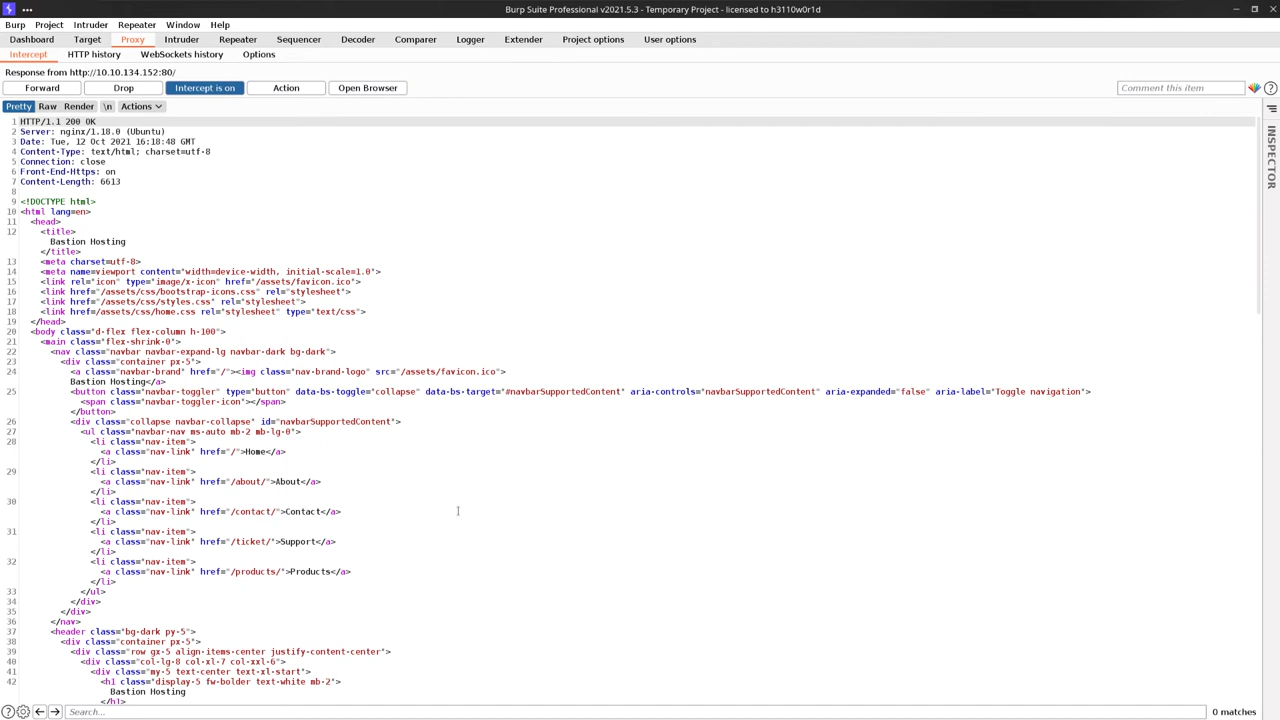 Burp Suite Professional v2021.5.3 - Temporary Project - licensed to h3110w0r1d
Burp Project Intruder Repeater Window Help
Dashboard Target Proxy Intruder Repeater Sequencer Decoder Comparer Logger Extender Project options User options
Intercept HTTP history WebSockets history Options
Response from http://10.10.134.152:80/
Forward Drop Intercept is on Action Open Browser Comment this item
Pretty Raw Render \n Actions
INSPECTOR
1 HTTP/1.1 200 OK
2 Server: nginx/1.18.0 (Ubuntu)
3 Date: Tue, 12 Oct 2021 16:18:48 GMT
4 Content-Type: text/html; charset=utf-8
5 Connection: close
6 Front-End-Https: on
7 Content-Length: 6613
8
9 <!DOCTYPE html>
10 <html lang=en>
11 <head>
12 <title>
Bastion Hosting
</title>
13 <meta charset=utf-8>
14 <meta name=viewport content="width=device-width, initial-scale=1.0">
15 <link rel="icon" type="image/x-icon" href="/assets/favicon.ico">
16 <link href="/assets/css/bootstrap-icons.css" rel="stylesheet">
17 <link href="/assets/css/styles.css" rel="stylesheet">
18 <link href=/assets/css/home.css rel="stylesheet" type="text/css">
19 </head>
20 <body class="d-flex flex-column h-100">
21 <main class="flex-shrink-0">
22 <nav class="navbar navbar-expand-lg navbar-dark bg-dark">
23 <div class="container px-5">
24 <a class="navbar-brand" href="/"><img class="nav-brand-logo" src="/assets/favicon.ico">
Bastion Hosting</a>
25 <button class="navbar-toggler" type="button" data-bs-toggle="collapse" data-bs-target="#navbarSupportedContent" aria-controls="navbarSupportedContent" aria-expanded="false" aria-label="Toggle navigation">
<span class="navbar-toggler-icon"></span>
</button>
26 <div class="collapse navbar-collapse" id="navbarSupportedContent">
27 <ul class="navbar-nav ms-auto mb-2 mb-lg-0">
28 <li class="nav-item">
<a class="nav-link" href="/">Home</a>
</li>
29 <li class="nav-item">
<a class="nav-link" href="/about/">About</a>
</li>
30 <li class="nav-item">
<a class="nav-link" href="/contact/">Contact</a>
</li>
31 <li class="nav-item">
<a class="nav-link" href="/ticket/">Support</a>
</li>
32 <li class="nav-item">
<a class="nav-link" href="/products/">Products</a>
</li>
33 </ul>
34 </div>
35 </div>
36 </nav>
37 <header class="bg-dark py-5">
38 <div class="container px-5">
39 <div class="row gx-5 align-items-center justify-content-center">
40 <div class="col-lg-8 col-xl-7 col-xxl-6">
41 <div class="my-5 text-center text-xl-start">
42 <h1 class="display-5 fw-bolder text-white mb-2">
Bastion Hosting
</h1>
Search... 0 matches